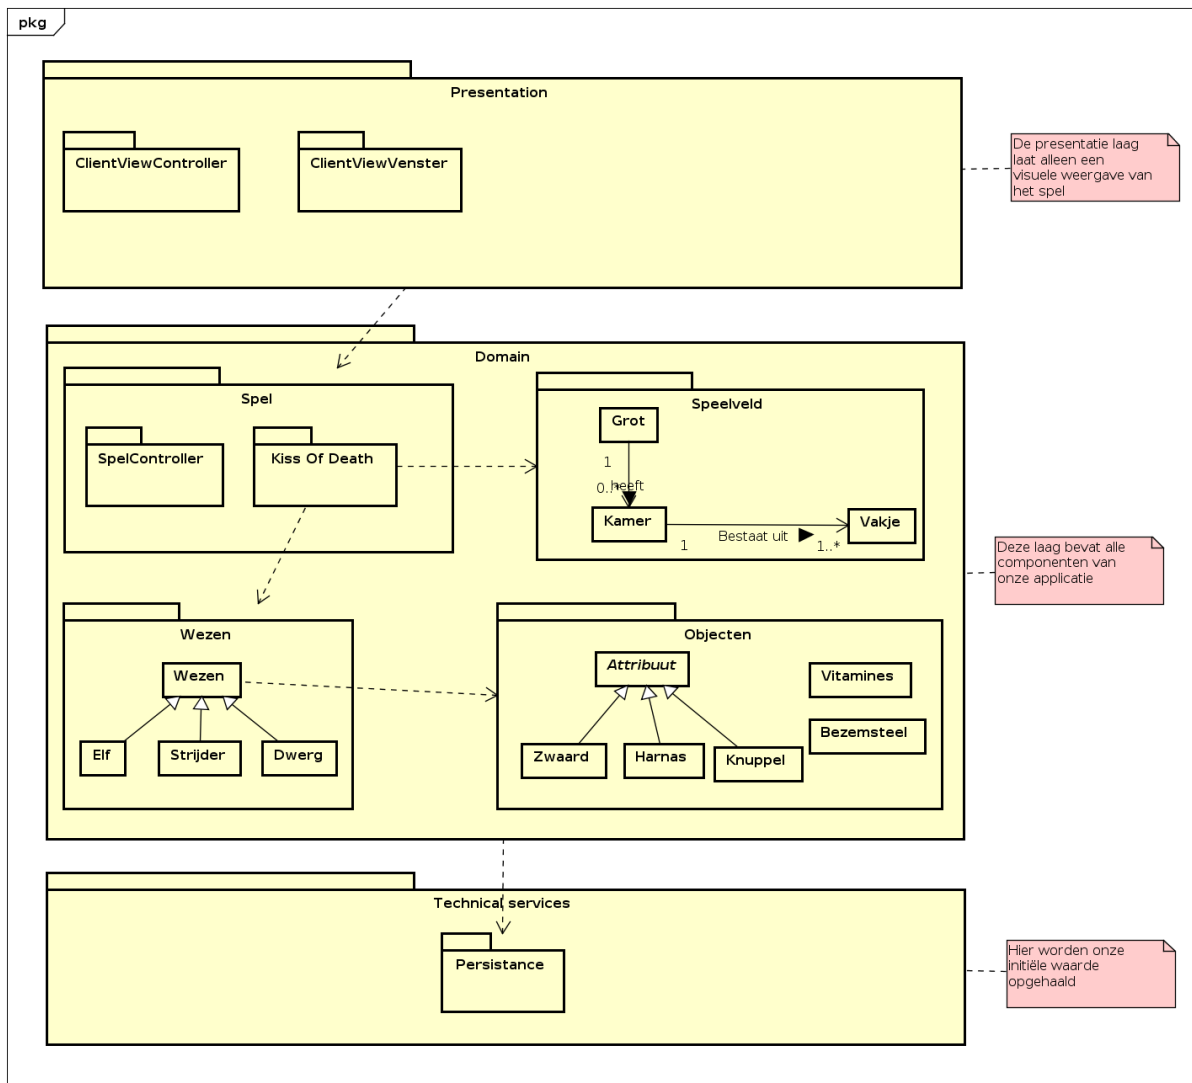 pkg
Presentation
ClientViewController
ClientViewVenster
De presentatie laag
laat alleen een
visuele weergave van
het spel
Domain
Spel
SpelController
Kiss Of Death
Speelveld
Grot
1
0..*
heeft
Kamer
1
Bestaat uit
1..*
Vakje
Deze laag bevat alle
componenten van
onze applicatie
Wezen
Wezen
Elf
Strijder
Dwerg
Objecten
Attribuut
Zwaard
Harnas
Knuppel
Vitamines
Bezemsteel
Technical services
Persistance
Hier worden onze
initiële waarde
opgehaald